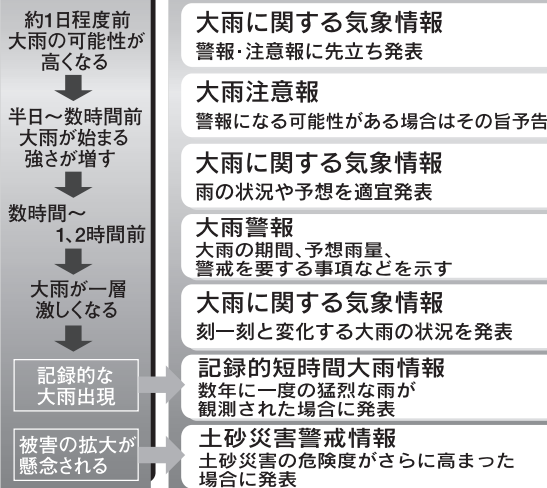 約1日程度前
大雨の可能性が
高くなる
大雨に関する気象情報
警報・注意報に先立ち発表
半日～数時間前
大雨が始まる
強さが増す
大雨注意報
警報になる可能性がある場合はその旨予告
大雨に関する気象情報
雨の状況や予想を適宜発表
数時間～
1、2時間前
大雨警報
大雨の期間、予想雨量、
警戒を要する事項などを示す
大雨が一層
激しくなる
大雨に関する気象情報
刻一刻と変化する大雨の状況を発表
記録的な
大雨出現
記録的短時間大雨情報
数年に一度の猛烈な雨が
観測された場合に発表
被害の拡大が
懸念される
土砂災害警戒情報
土砂災害の危険度がさらに高まった
場合に発表